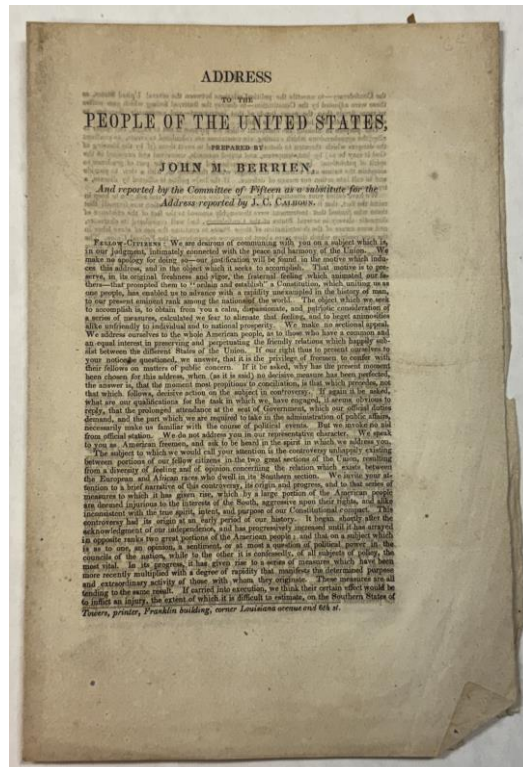 ADDRESS
TO THE
PEOPLE OF THE UNITED STATES,
PREPARED BY
JOHN M. BERRIEN,
And reported by the Committee of Fifteen as a substitute for the
Address reported by J. C. CALHOUN.
FELLOW-CITIZENS: We are desirous of communing with you on a subject which is,
in our judgment, intimately connected with the peace and harmony of the Union. We
make no apology for doing so—our justification will be found in the motive which indu-
ces this address, and in the object which it seeks to accomplish. That motive is to pre-
serve, in its original freshness and vigor, the fraternal feeling which animated our fa-
thers—that prompted them to "ordain and establish" a Constitution, which uniting us as
one people, has enabled us to advance with a rapidity unexampled in the history of man,
to our present eminent rank among the nations of the world. The object which we seek
to accomplish is, to obtain from you a calm, dispassionate, and patriotic consideration of
a series of measures, calculated we fear to alienate that feeling, and to beget animosities
alike unfriendly to individual and to national prosperity. We make no sectional appeal.
We address ourselves to the whole American people, as to those who have a common and
an equal interest in preserving and perpetuating the friendly relations which happily sub-
sist between the different States of the Union. If our right thus to present ourselves to
your notice be questioned, we answer, that it is the privilege of freemen to confer with
their fellows on matters of public concern. If it be asked, why has the present moment
been chosen for this address, when (as it is said) no decisive measure has been perfected,
the answer is, that the moment most propitious to conciliation, is that which precedes, not
that which follows, decisive action on the subject in controversy. If again it be asked,
what are our qualifications for the task in which we have engaged, it seems obvious to
reply, that the prolonged attendance at the seat of Government, which our official duties
demand, and the part which we are required to take in the administration of public affairs,
necessarily make us familiar with the course of political events. But we invoke no aid
from official station. We do not address you in our representative character. We speak
to you as American freemen, and ask to be heard in the spirit in which we address you.
The subject to which we would call your attention is the controversy unhappily existing
between portions of our fellow citizens in the two great sections of the Union, resulting
from a diversity of feeling and of opinion concerning the relation which exists between
the European and African races who dwell in its Southern section. We invite your at-
tention to a brief narrative of this controversy, its origin and progress, and to that series of
measures to which it has given rise, which by a large portion of the American people
are deemed injurious to the interests of the South, aggressive upon their rights, and alike
inconsistent with the true spirit, intent, and purpose of our Constitutional compact. This
controversy had its origin at an early period of our history. It began shortly after the
acknowledgment of our independence, and has progressively increased until it has arrayed
in opposite ranks two great portions of the American people; and that on a subject which
is as to one, an opinion, a sentiment, or at most a question of political power in the
councils of the nation, while to the other it is confessedly, of all subjects of policy, the
most vital. In its progress, it has given rise to a series of measures, which have been
more recently multiplied with a degree of rapidity that manifests the determined purpose
and extraordinary activity of those with whom they originate. These measures are all
tending to the same result. If carried into execution, we think their certain effect would be
to inflict an injury, the extent of which it is difficult to estimate, on the Southern States of
Towers, printer, Franklin building, corner Louisiana avenue and 6th st.